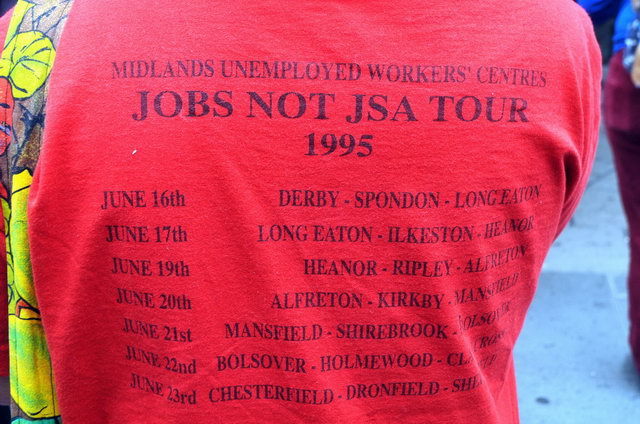 MIDLANDS UNEMPLOYED WORKERS' CENTRES
JOBS NOT JSA TOUR
1995
JUNE 16th DERBY - SPONDON - LONG EATON
JUNE 17th LONG EATON - ILKESTON - HEANOR
JUNE 19th HEANOR - RIPLEY - ALFRETON
JUNE 20th ALFRETON - KIRKBY - MANSFIELD
JUNE 21st MANSFIELD - SHIREBROOK -
JUNE 22nd BOLSOVER - HOLMEWOOD -
JUNE 23rd CHESTERFIELD - DRONFIELD -